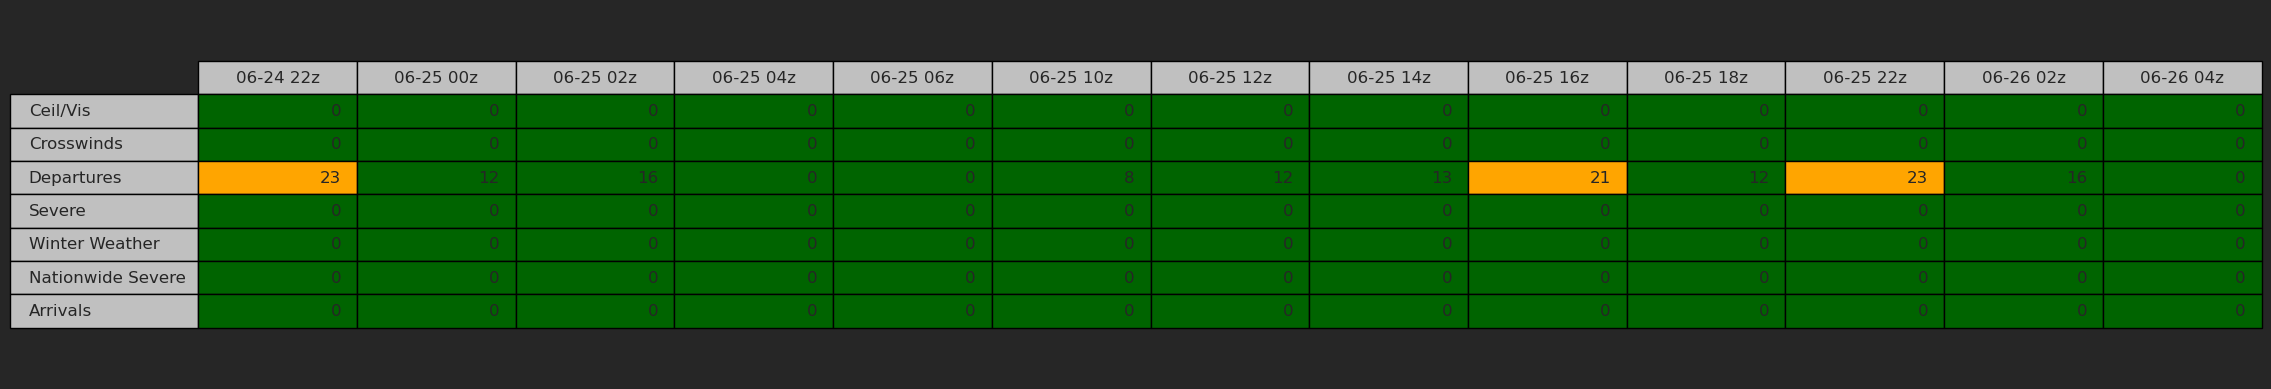 06-24 22z 06-25 00z 06-25 02z 06-25 04z 06-25 06z 06-25 10z 06-25 12z 06-25 14z 06-25 16z 06-25 18z 06-25 22z 06-26 02z 06-26 04z
Ceil/Vis 0 0 0 0 0 0 0 0 0 0 0 0 0
Crosswinds 0 0 0 0 0 0 0 0 0 0 0 0 0
Departures 23 12 16 0 0 8 12 13 21 12 23 16 0
Severe 0 0 0 0 0 0 0 0 0 0 0 0 0
Winter Weather 0 0 0 0 0 0 0 0 0 0 0 0 0
Nationwide Severe 0 0 0 0 0 0 0 0 0 0 0 0 0
Arrivals 0 0 0 0 0 0 0 0 0 0 0 0 0